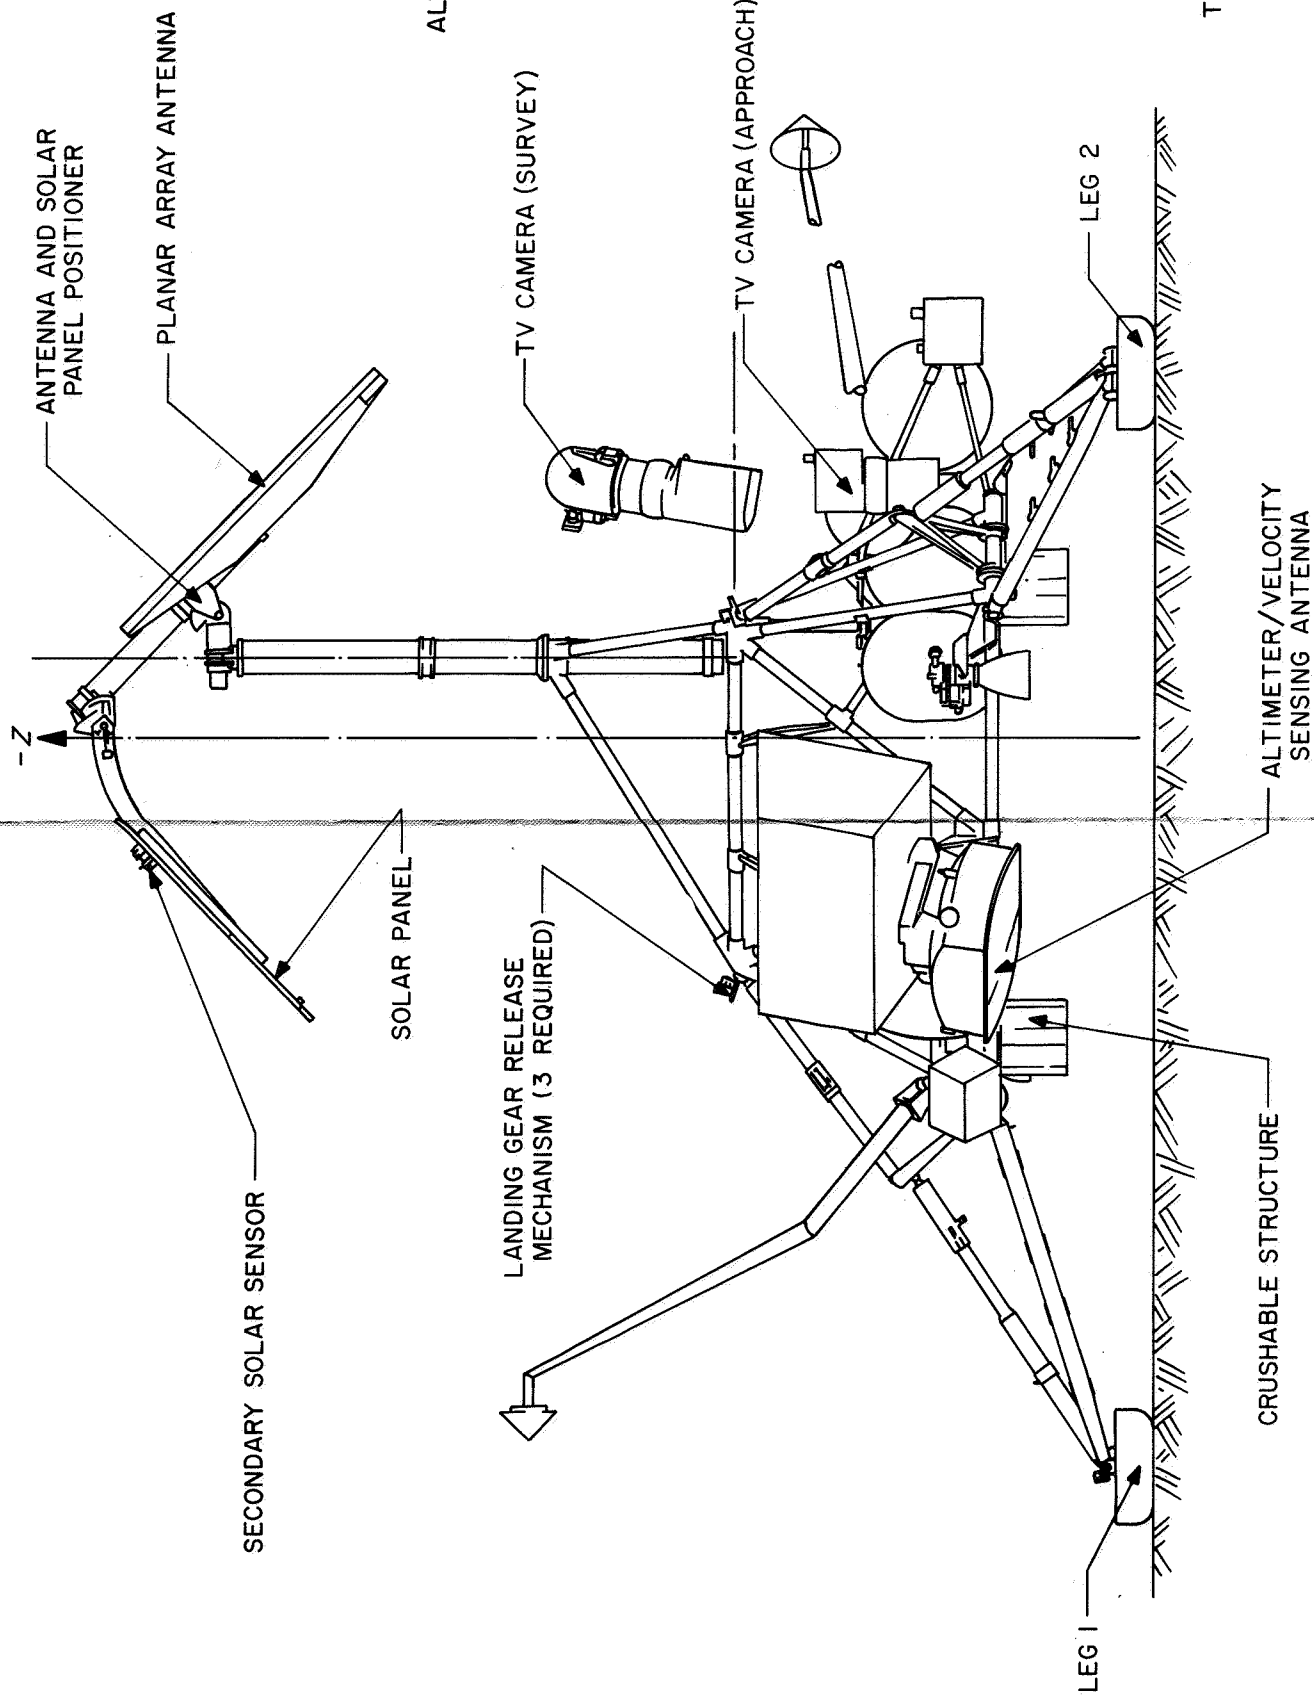 -Z
ANTENNA AND SOLAR
PANEL POSITIONER
PLANAR ARRAY ANTENNA
TV CAMERA (SURVEY)
TV CAMERA (APPROACH)
LEG 2
ALTIMETER/VELOCITY
SENSING ANTENNA
SECONDARY SOLAR SENSOR
SOLAR PANEL
LANDING GEAR RELEASE
MECHANISM (3 REQUIRED)
CRUSHABLE STRUCTURE
LEG 1
AL
T